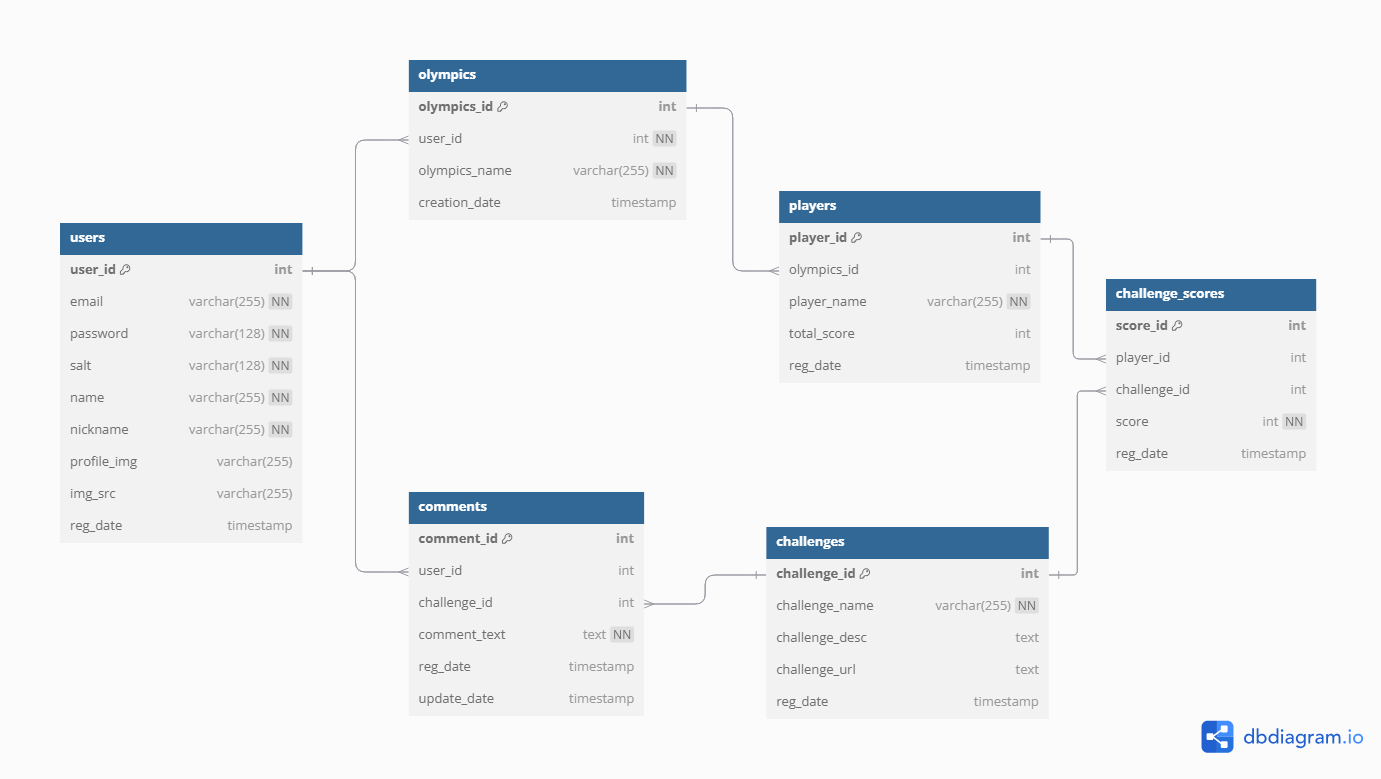 olympics
olympics_id int
user_id int NN
olympics_name varchar(255) NN
creation_date timestamp
players
player_id int
olympics_id int
player_name varchar(255) NN
total_score int
reg_date timestamp
users
user_id int
email varchar(255) NN
password varchar(128) NN
salt varchar(128) NN
name varchar(255) NN
nickname varchar(255) NN
profile_img varchar(255)
img_src varchar(255)
reg_date timestamp
challenge_scores
score_id int
player_id int
challenge_id int
score int NN
reg_date timestamp
comments
comment_id int
user_id int
challenge_id int
comment_text text NN
reg_date timestamp
update_date timestamp
challenges
challenge_id int
challenge_name varchar(255) NN
challenge_desc text
challenge_url text
reg_date timestamp
dbdiagram.io